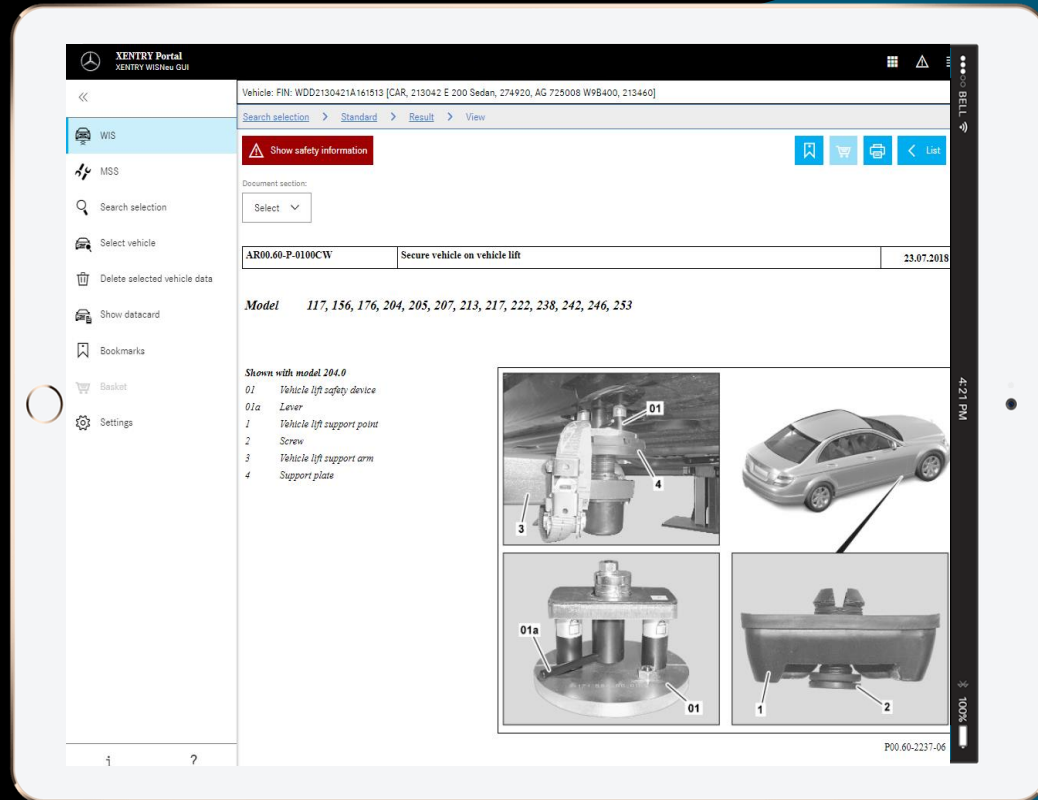 XENTRY Portal
XENTRY WISNeu GUI
Vehicle: FIN: WDD2130421A161513 [CAR, 213042 E 200 Sedan, 274920, AG 725008 W9B400, 213460]
Search selection > Standard > Result > View
WIS
MSS
Search selection
Select vehicle
Delete selected vehicle data
Show datacard
Bookmarks
Basket
Settings
i ?
Show safety information
List
Document section:
Select
AR00.60-P-0100CW Secure vehicle on vehicle lift 23.07.2018
Model 117, 156, 176, 204, 205, 207, 213, 217, 222, 238, 242, 246, 253
Shown with model 204.0
01 Vehicle lift safety device
01a Lever
1 Vehicle lift support point
2 Screw
3 Vehicle lift support arm
4 Support plate
01
4
3
01a
01
1
2
P00.60-2237-06
BELL
4:21 PM
100%